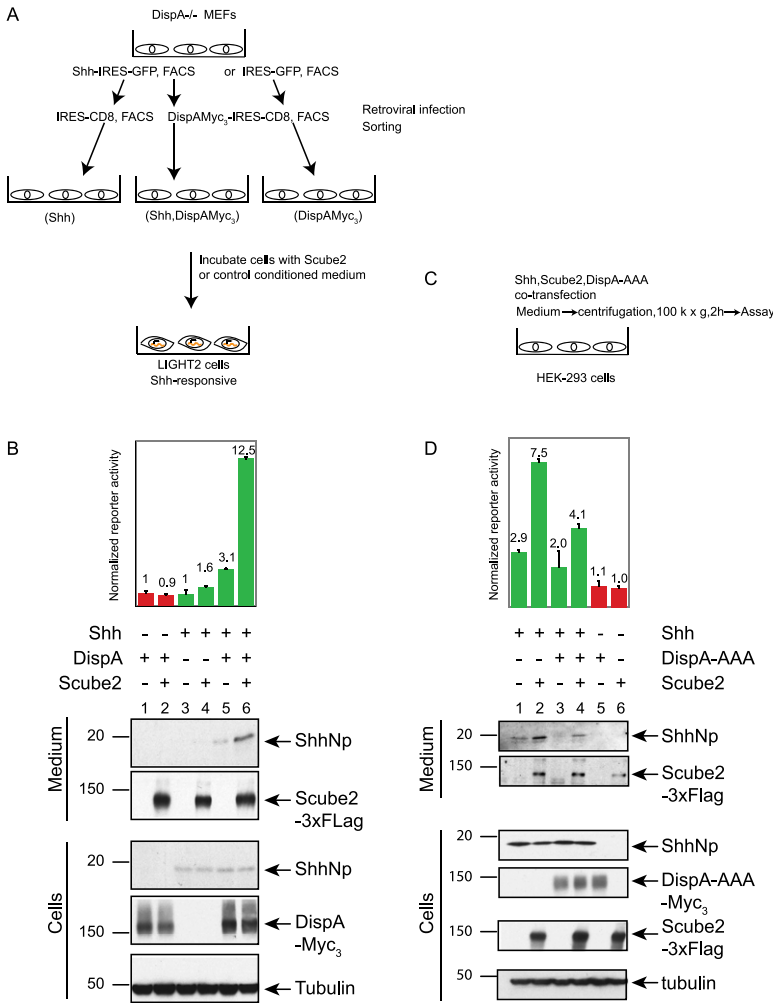 A
DispA-/- MEFs
Shh-IRES-GFP, FACS or IRES-GFP, FACS
IRES-CD8, FACS DispAMyc3-IRES-CD8, FACS
Retroviral infection
Sorting
(Shh) (Shh,DispAMyc3) (DispAMyc3)
Incubate cells with Scube2
or control conditioned medium
LIGHT2 cells
Shh-responsive
C
Shh,Scube2,DispA-AAA
co-transfection
Medium centrifugation,100 k x g,2h Assay
HEK-293 cells
B
Normalized reporter activity
1 0.9 1 1.6 3.1 12.5
Shh - - + + + +
DispA + + - - + +
Scube2 - + - + - +
1 2 3 4 5 6
Medium
20
ShhNp
150
Scube2
-3xFLag
Cells
20
ShhNp
150
DispA
-Myc3
50
Tubulin
D
Normalized reporter activity
2.9 7.5 2.0 4.1 1.1 1.0
+ + + + - - Shh
- - + + + - DispA-AAA
- + - + - + Scube2
1 2 3 4 5 6
Medium
20
ShhNp
150
Scube2
-3xFlag
Cells
20
ShhNp
150
DispA-AAA
-Myc3
150
Scube2
-3xFlag
50
tubulin